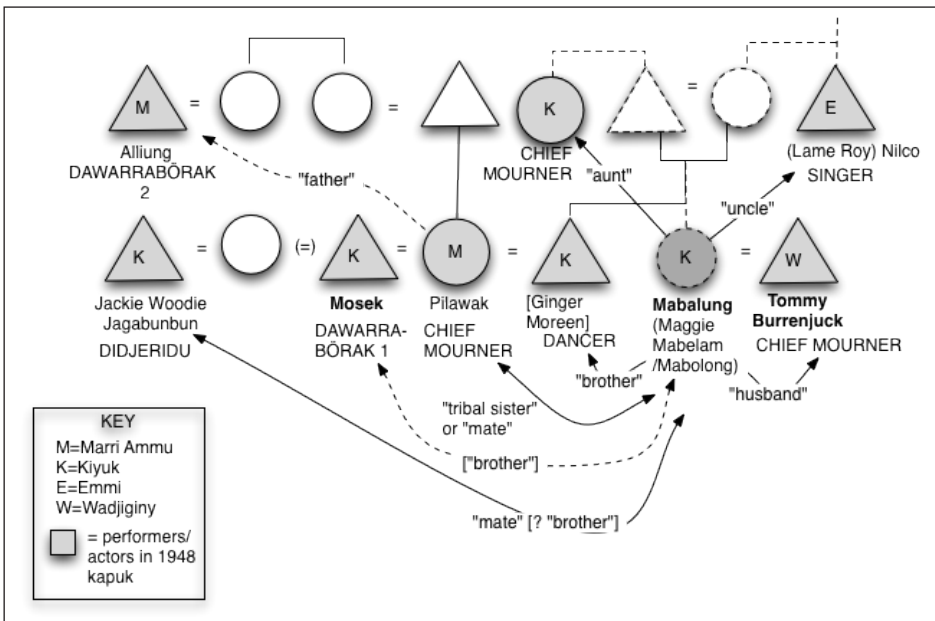 M = = K = E
Alliung
DAWARRABÖRAK
2
"father"
CHIEF
MOURNER
"aunt"
(Lame Roy) Nilco
SINGER
"uncle"
K = (=) K = M = K K = W
Jackie Woodie
Jagabunbun
DIDJERIDU
Mosek
DAWARRA-
BÖRAK 1
Pilawak
CHIEF
MOURNER
[Ginger
Moreen]
DANCER
Mabalung
(Maggie
Mabelam
/Mabolong)
Tommy
Burrenjuck
CHIEF MOURNER
"brother"
"husband"
"tribal sister"
or "mate"
["brother"]
"mate" [? "brother"]
KEY
M=Marri Ammu
K=Kiyuk
E=Emmi
W=Wadjiginy
= performers/
actors in 1948
kapuk